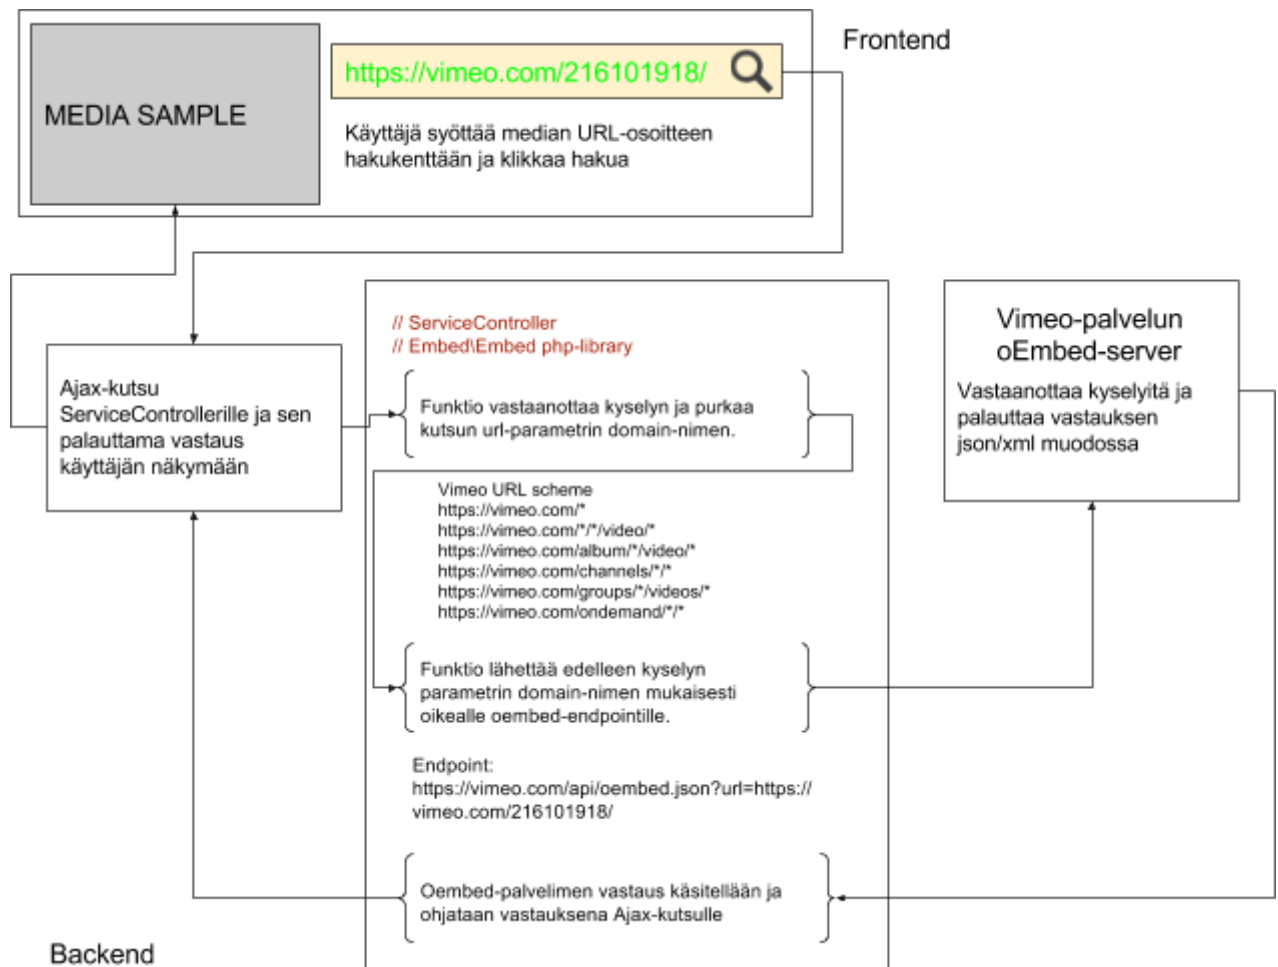 Frontend
MEDIA SAMPLE
https://vimeo.com/216101918/
Käyttäjä syöttää median URL-osoitteen
hakukenttään ja klikkaa hakua
Ajax-kutsu
ServiceControllerille ja sen
palauttama vastaus
käyttäjän näkymään
// ServiceController
// Embed\Embed php-library
Funktio vastaanottaa kyselyn ja purkaa
kutsun url-parametrin domain-nimen.
Vimeo URL scheme
https://vimeo.com/*
https://vimeo.com/*/*/video/*
https://vimeo.com/album/*/video/*
https://vimeo.com/channels/*/*
https://vimeo.com/groups/*/videos/*
https://vimeo.com/ondemand/*/*
Funktio lähettää edelleen kyselyn
parametrin domain-nimen mukaisesti
oikealle oembed-endpointille.
Endpoint:
https://vimeo.com/api/oembed.json?url=https://
vimeo.com/216101918/
Oembed-palvelimen vastaus käsitellään ja
ohjataan vastauksena Ajax-kutsulle
Vimeo-palvelun
oEmbed-server
Vastaanottaa kyselyitä ja
palauttaa vastauksen
json/xml muodossa
Backend